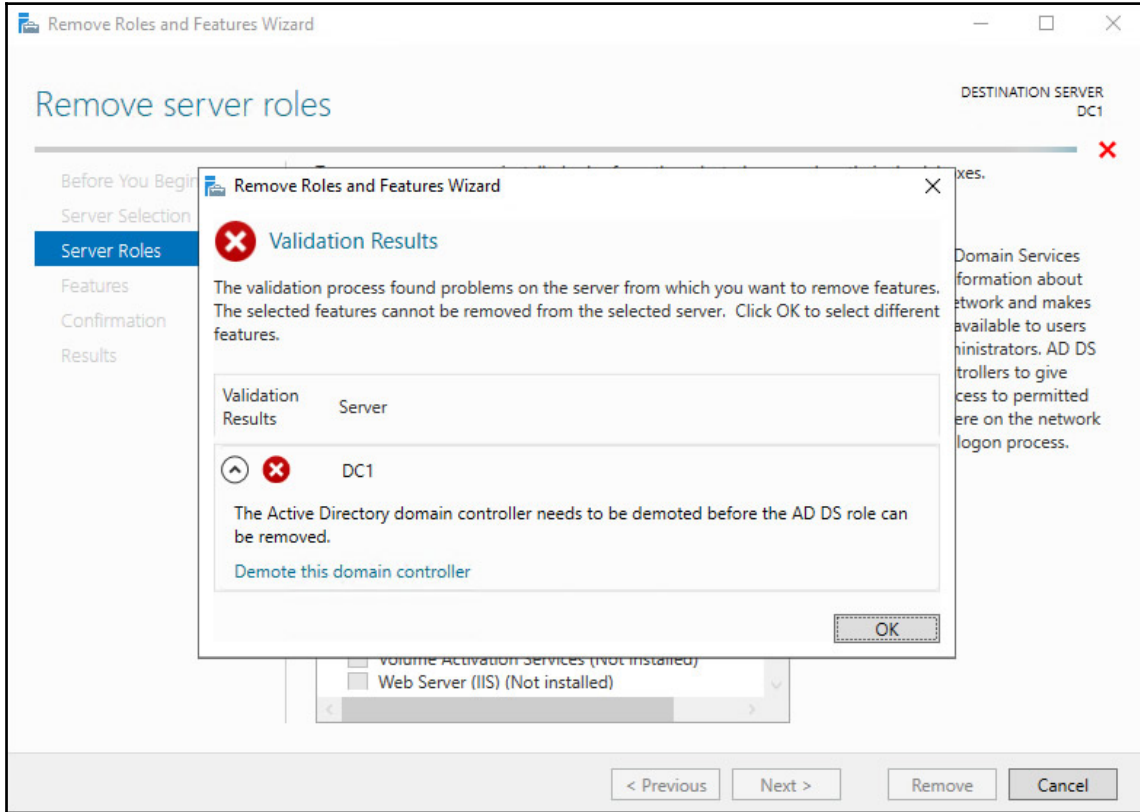 Remove Roles and Features Wizard
Remove server roles
DESTINATION SERVER
DC1
Before You Begin
Server Selection
Server Roles
Features
Confirmation
Results
xes.
Domain Services
formation about
etwork and makes
available to users
ministrators. AD DS
trollers to give
cess to permitted
ere on the network
logon process.
Remove Roles and Features Wizard
Validation Results
The validation process found problems on the server from which you want to remove features.
The selected features cannot be removed from the selected server. Click OK to select different
features.
Validation
Results
Server
DC1
The Active Directory domain controller needs to be demoted before the AD DS role can
be removed.
Demote this domain controller
OK
Volume Activation Services (Not installed)
Web Server (IIS) (Not installed)
< Previous
Next >
Remove
Cancel